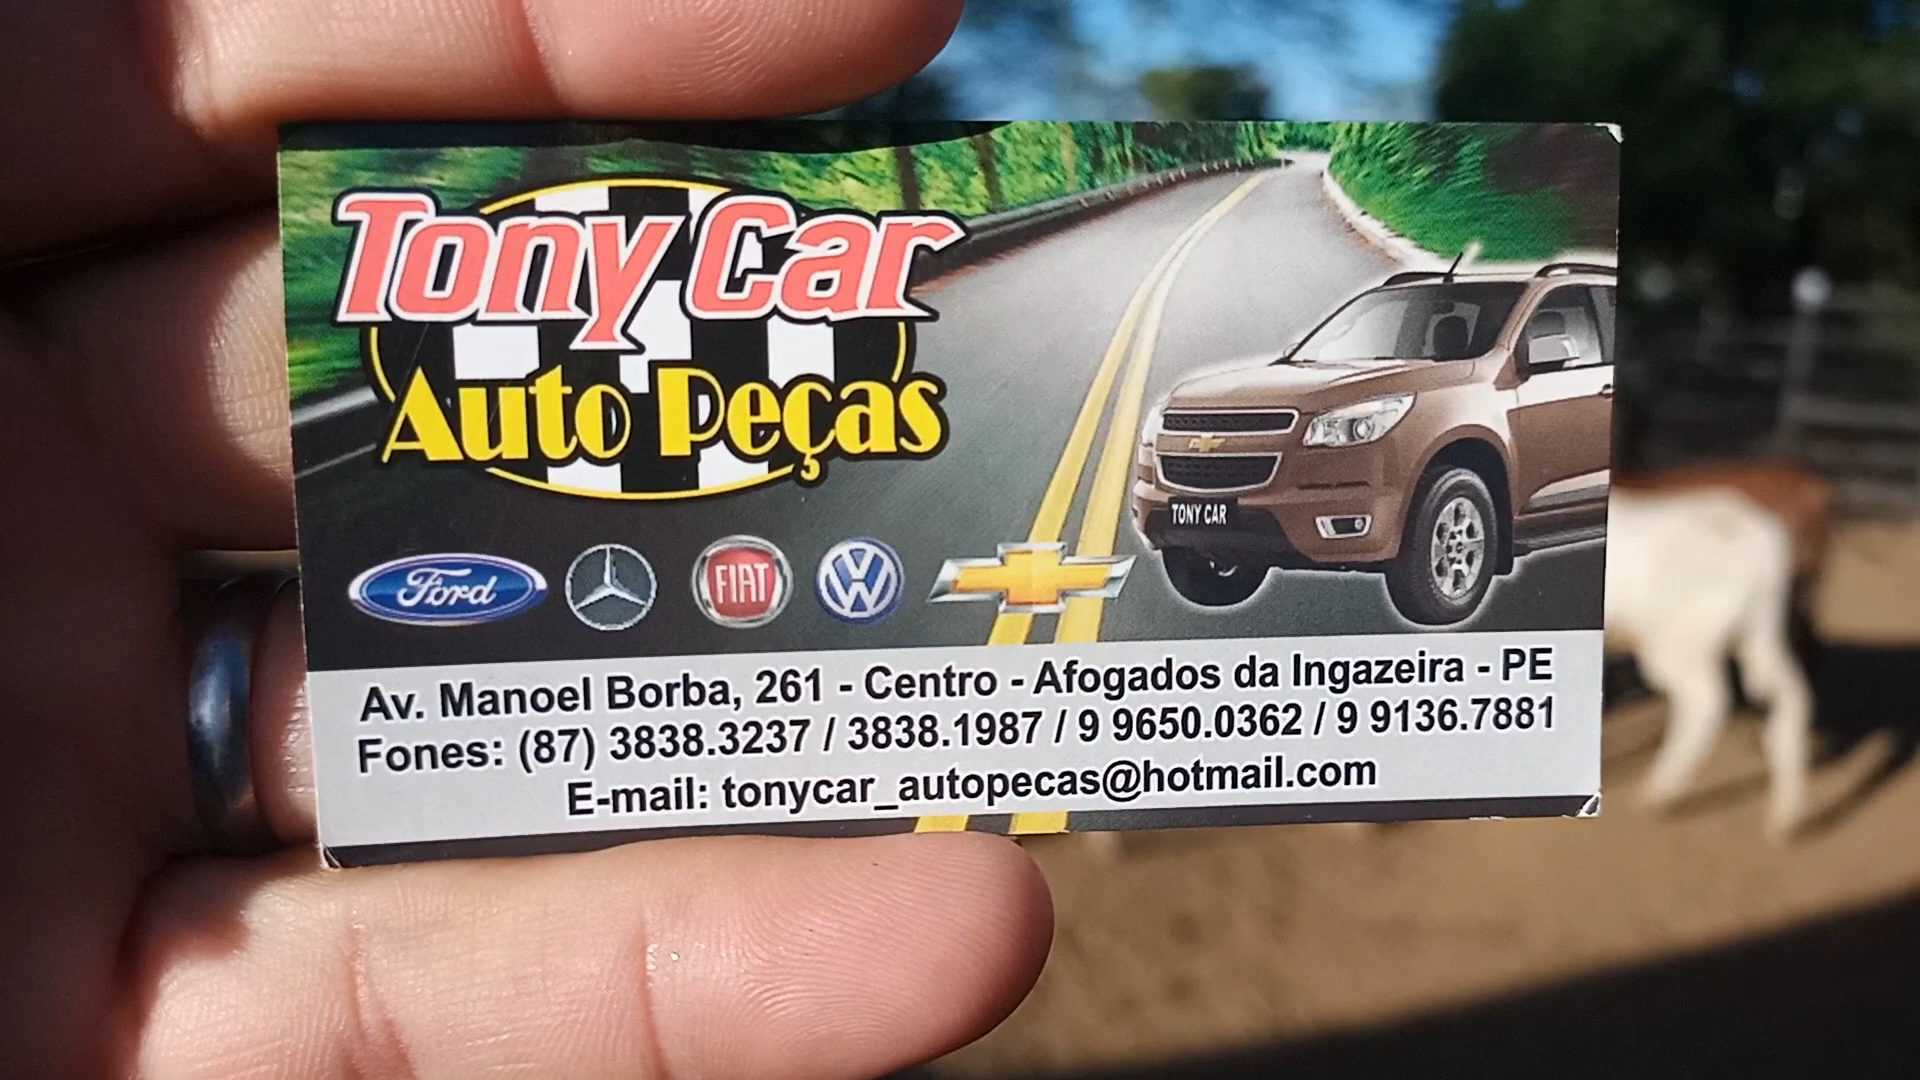 Tony Car
Auto Peças
TONY CAR
Ford
FIAT
Av. Manoel Borba, 261 - Centro - Afogados da Ingazeira - PE
Fones: (87) 3838.3237 / 3838.1987 / 9 9650.0362 / 9 9136.7881
E-mail: tonycar_autopecas@hotmail.com